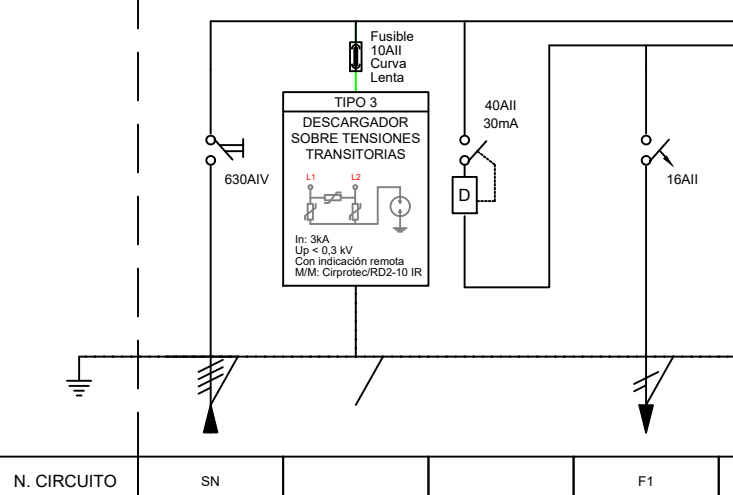 Fusible
10AII
Curva
Lenta
TIPO 3
DESCARGADOR
SOBRE TENSIONES
TRANSITORIAS
L1 L2
In: 3kA
Up < 0,3 kV
Con indicación remota
M/M: Cirprotec/RD2-10 IR
630AIV
40AII
30mA
D
16AII
N. CIRCUITO SN F1